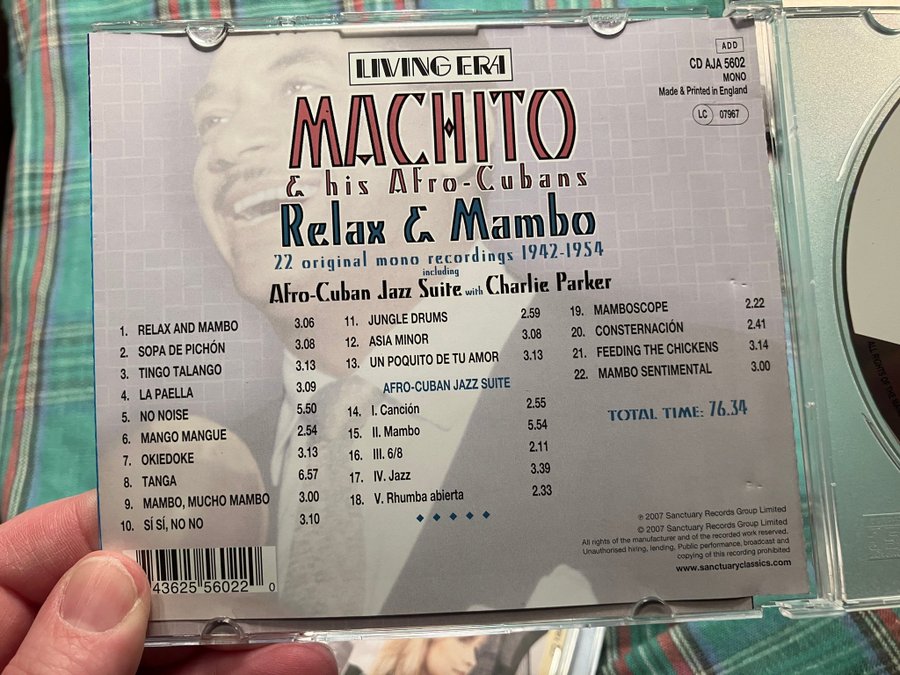 LIVING ERA
ADD
CD AJA 5602
MONO
Made & Printed in England
LC 07967
MACHITO
& his Afro-Cubans
Relax & Mambo
22 original mono recordings 1942-1954
including
Afro-Cuban Jazz Suite with Charlie Parker
1. RELAX AND MAMBO 3.06
2. SOPA DE PICHÓN 3.08
3. TINGO TALANGO 3.13
4. LA PAELLA 3.09
5. NO NOISE 5.50
6. MANGO MANGUE 2.54
7. OKIEDOKE 3.13
8. TANGA 6.57
9. MAMBO, MUCHO MAMBO 3.00
10. SÍ SÍ, NO NO 3.10
11. JUNGLE DRUMS 2.59
12. ASIA MINOR 3.08
13. UN POQUITO DE TU AMOR 3.13
AFRO-CUBAN JAZZ SUITE
14. I. Canción 2.55
15. II. Mambo 5.54
16. III. 6/8 2.11
17. IV. Jazz 3.39
18. V. Rhumba abierta 2.33
19. MAMBOSCOPE 2.22
20. CONSTERNACIÓN 2.41
21. FEEDING THE CHICKENS 3.14
22. MAMBO SENTIMENTAL 3.00
TOTAL TIME: 76.34
℗ 2007 Sanctuary Records Group Limited
© 2007 Sanctuary Records Group Limited
All rights of the manufacturer and of the recorded work reserved.
Unauthorised hiring, lending, Public performance, broadcast and
copying of this recording prohibited
www.sanctuaryclassics.com
43625 56022 0
ALL RIGHTS OF THE